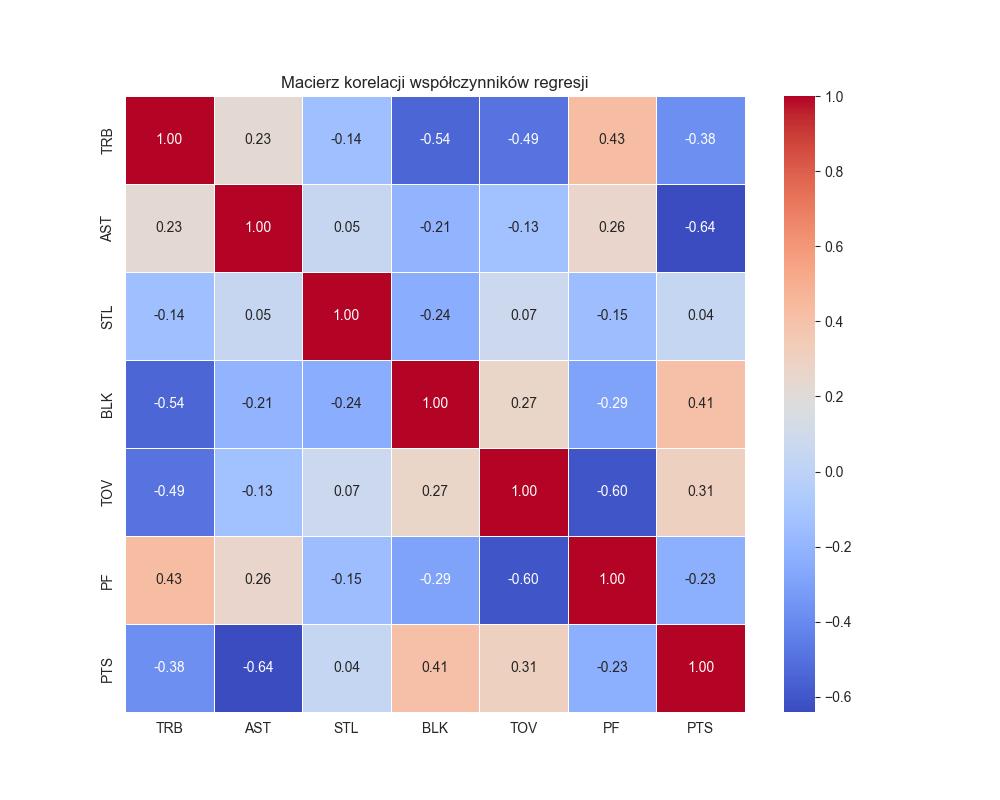 Macierz korelacji współczynników regresji
TRB 1.00 0.23 -0.14 -0.54 -0.49 0.43 -0.38
AST 0.23 1.00 0.05 -0.21 -0.13 0.26 -0.64
STL -0.14 0.05 1.00 -0.24 0.07 -0.15 0.04
BLK -0.54 -0.21 -0.24 1.00 0.27 -0.29 0.41
TOV -0.49 -0.13 0.07 0.27 1.00 -0.60 0.31
PF 0.43 0.26 -0.15 -0.29 -0.60 1.00 -0.23
PTS -0.38 -0.64 0.04 0.41 0.31 -0.23 1.00
TRB AST STL BLK TOV PF PTS
1.0
0.8
0.6
0.4
0.2
0.0
−0.2
−0.4
−0.6